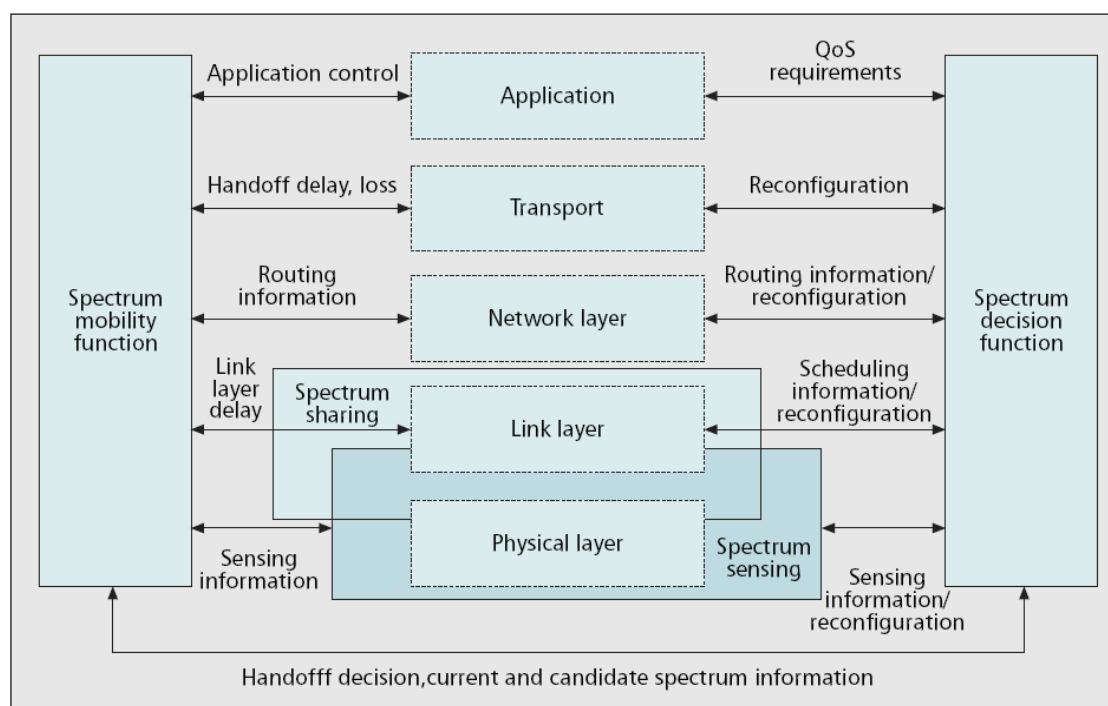 Application control
Application
QoS
requirements
Handoff delay, loss
Transport
Reconfiguration
Routing
information
Network layer
Routing information/
reconfiguration
Spectrum
mobility
function
Spectrum
decision
function
Link
layer
delay
Spectrum
sharing
Link layer
Scheduling
information/
reconfiguration
Physical layer
Spectrum
sensing
Sensing
information
Sensing
information/
reconfiguration
Handofff decision,current and candidate spectrum information